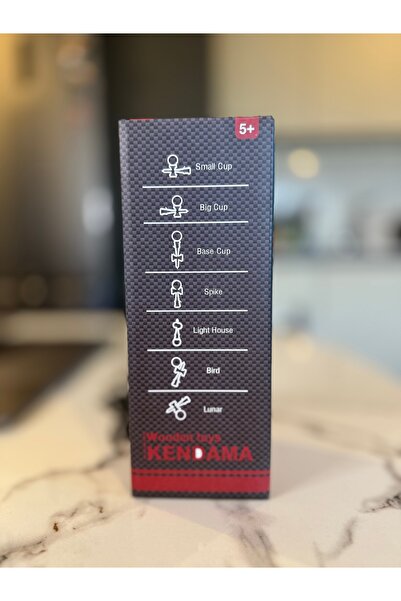 5+
Small Cup
Big Cup
Base Cup
Spike
Light House
Bird
Lunar
Wooden toys
KENDAMA